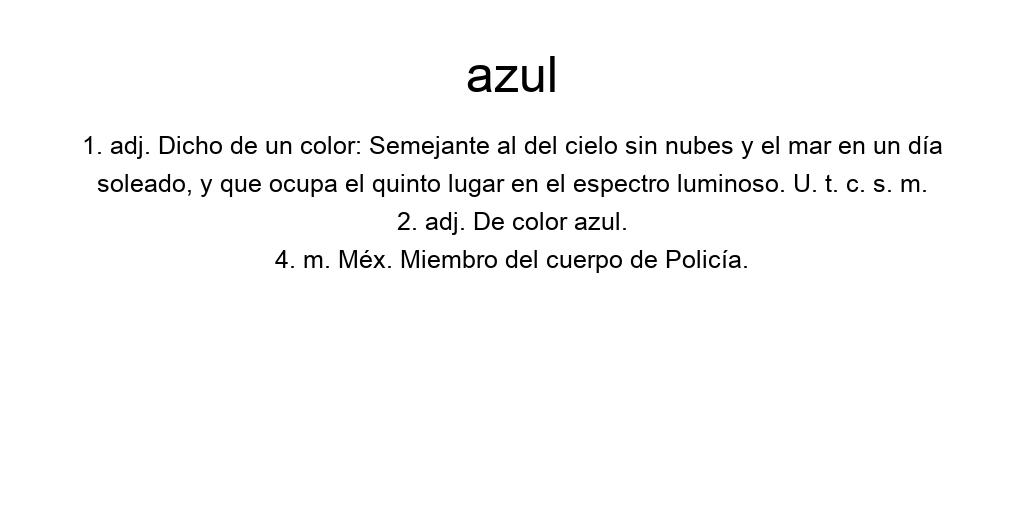 azul
1. adj. Dicho de un color: Semejante al del cielo sin nubes y el mar en un día
soleado, y que ocupa el quinto lugar en el espectro luminoso. U. t. c. s. m.
2. adj. De color azul.
4. m. Méx. Miembro del cuerpo de Policía.